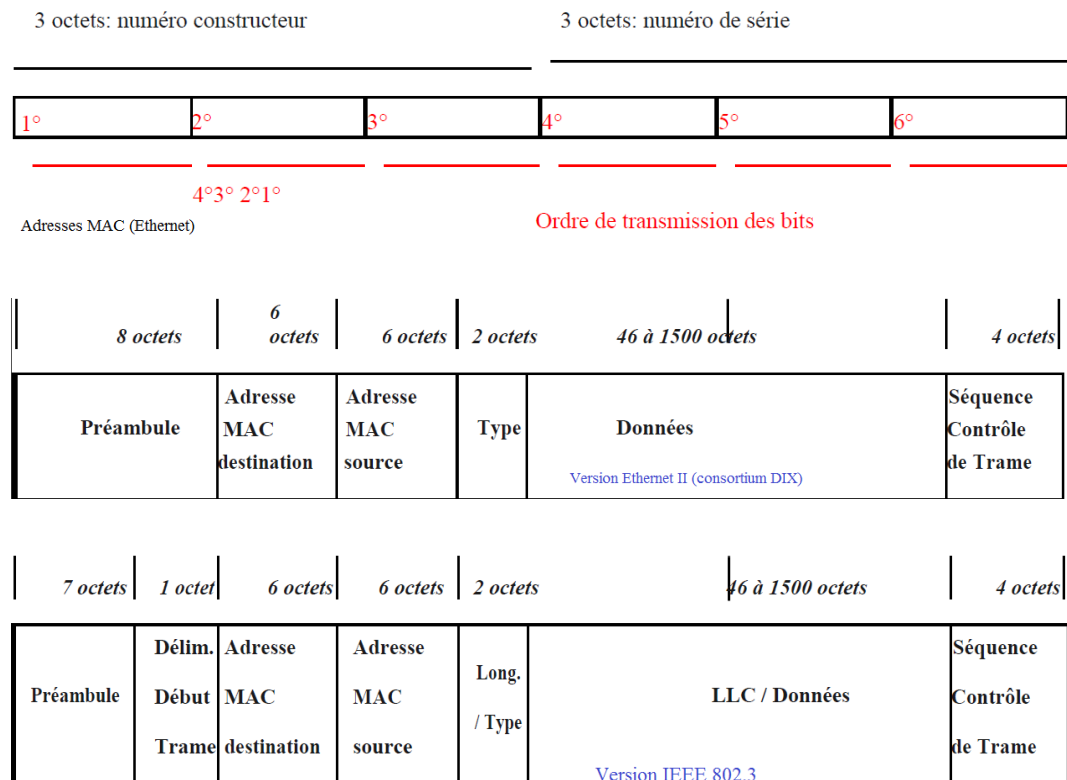 3 octets: numéro constructeur 3 octets: numéro de série
1° 2° 3° 4° 5° 6°
4°3° 2°1°
Adresses MAC (Ethernet) Ordre de transmission des bits
6
8 octets octets 6 octets 2 octets 46 à 1500 octets 4 octets
Adresse Adresse Séquence
Préambule MAC MAC Type Données Contrôle
destination source de Trame
Version Ethernet II (consortium DIX)
7 octets 1 octet 6 octets 6 octets 2 octets 46 à 1500 octets 4 octets
Délim. Adresse Adresse Séquence
Long.
Préambule Début MAC MAC LLC / Données Contrôle
/ Type
Trame destination source de Trame
Version IEEE 802.3